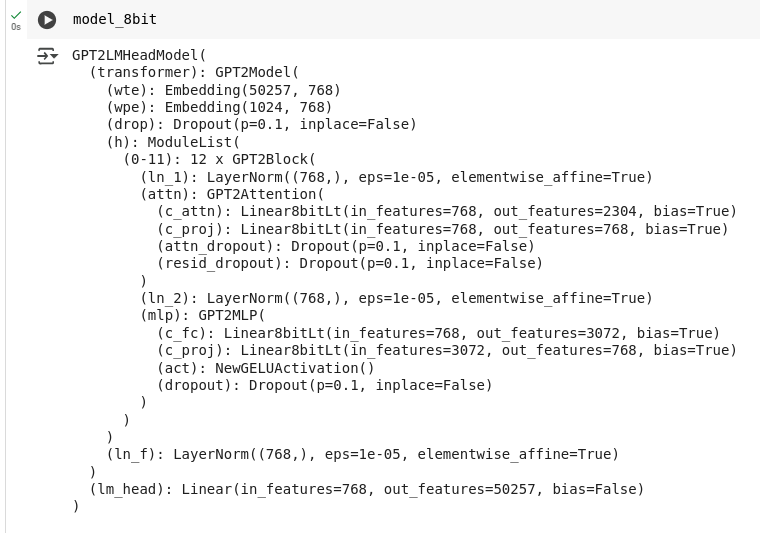 model_8bit
0s
GPT2LMHeadModel(
  (transformer): GPT2Model(
    (wte): Embedding(50257, 768)
    (wpe): Embedding(1024, 768)
    (drop): Dropout(p=0.1, inplace=False)
    (h): ModuleList(
      (0-11): 12 x GPT2Block(
        (ln_1): LayerNorm((768,), eps=1e-05, elementwise_affine=True)
        (attn): GPT2Attention(
          (c_attn): Linear8bitLt(in_features=768, out_features=2304, bias=True)
          (c_proj): Linear8bitLt(in_features=768, out_features=768, bias=True)
          (attn_dropout): Dropout(p=0.1, inplace=False)
          (resid_dropout): Dropout(p=0.1, inplace=False)
        )
        (ln_2): LayerNorm((768,), eps=1e-05, elementwise_affine=True)
        (mlp): GPT2MLP(
          (c_fc): Linear8bitLt(in_features=768, out_features=3072, bias=True)
          (c_proj): Linear8bitLt(in_features=3072, out_features=768, bias=True)
          (act): NewGELUActivation()
          (dropout): Dropout(p=0.1, inplace=False)
        )
      )
    )
    (ln_f): LayerNorm((768,), eps=1e-05, elementwise_affine=True)
  )
  (lm_head): Linear(in_features=768, out_features=50257, bias=False)
)